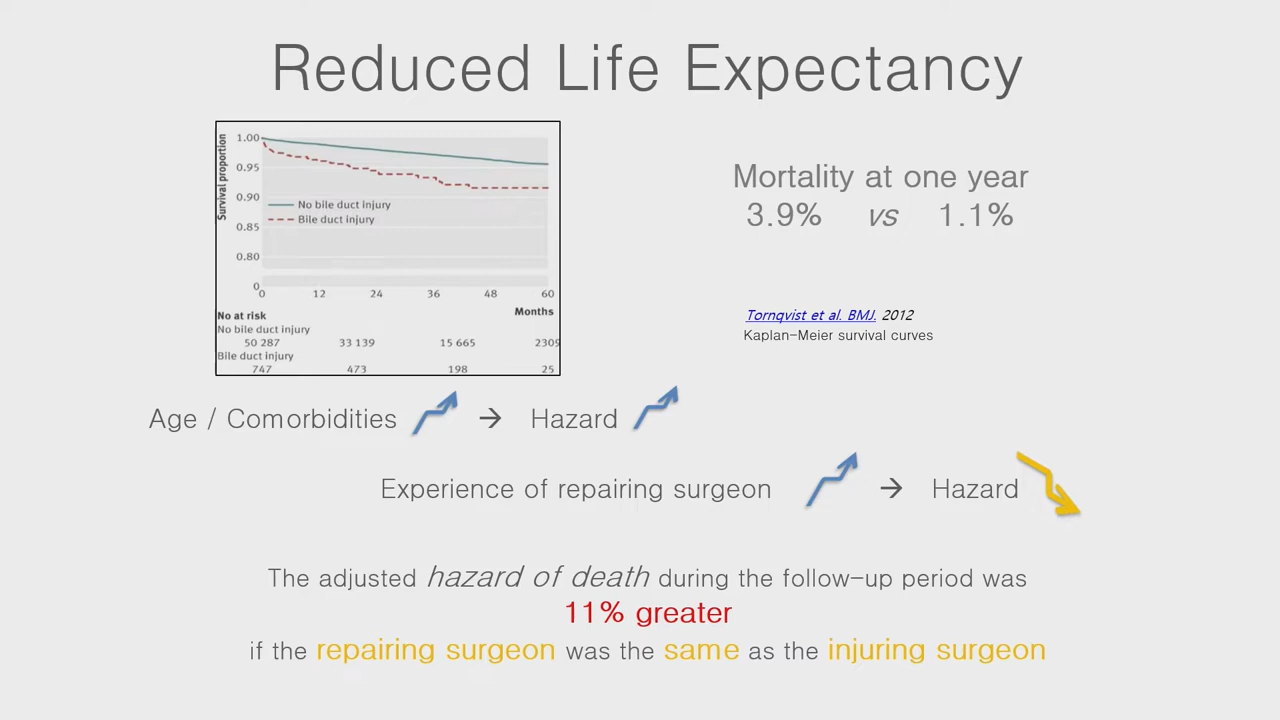 Reduced Life Expectancy
Survival proportion
1.00
0.95
0.90
0.85
0.80
0
No bile duct injury
Bile duct injury
0 12 24 36 48 60
Months
No at risk
No bile duct injury
50 287 33 139 15 665 2309
Bile duct injury
747 473 198 25
Mortality at one year
3.9% vs 1.1%
Tornqvist et al. BMJ. 2012
Kaplan-Meier survival curves
Age / Comorbidities → Hazard
Experience of repairing surgeon → Hazard
The adjusted hazard of death during the follow-up period was
11% greater
if the repairing surgeon was the same as the injuring surgeon